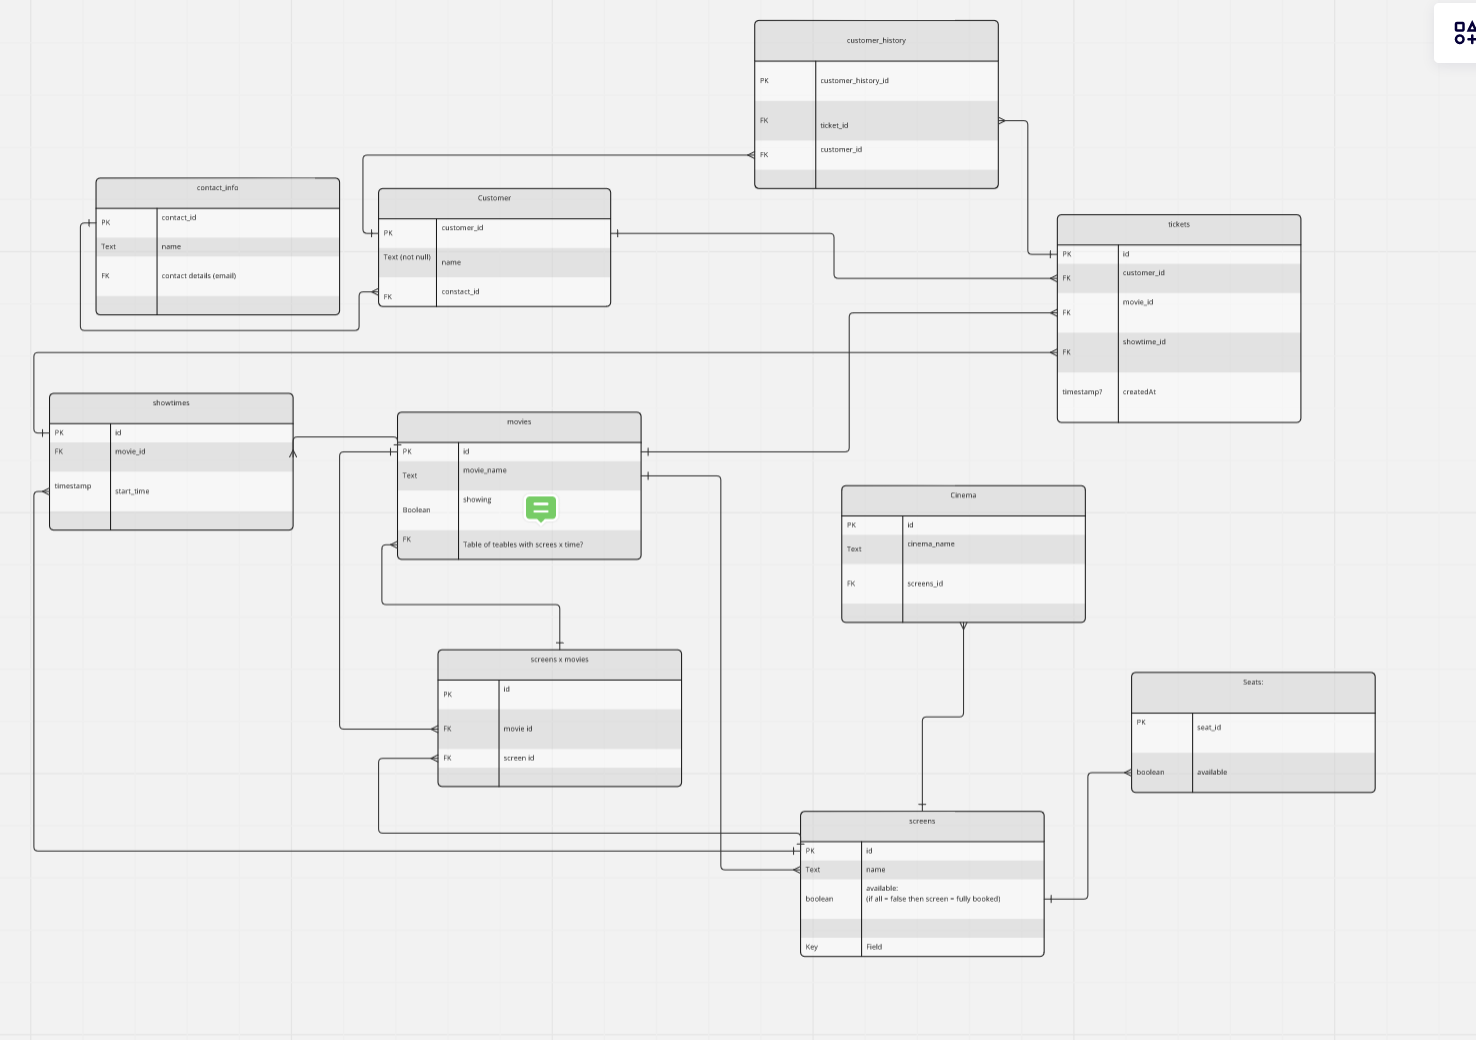 customer_history
PK customer_history_id
FK ticket_id
FK customer_id
contact_info
PK contact_id
Text name
FK contact details (email)
Customer
PK customer_id
Text (not null) name
FK constact_id
tickets
PK id
FK customer_id
FK movie_id
FK showtime_id
timestamp? createdAt
showtimes
PK id
FK movie_id
timestamp start_time
movies
PK id
Text movie_name
Boolean showing
FK Table of teables with screes x time?
Cinema
PK id
Text cinema_name
FK screens_id
screens x movies
PK id
FK movie id
FK screen id
Seats:
PK seat_id
boolean available
screens
PK id
Text name
available:
boolean (if all = false then screen = fully booked)
Key Field